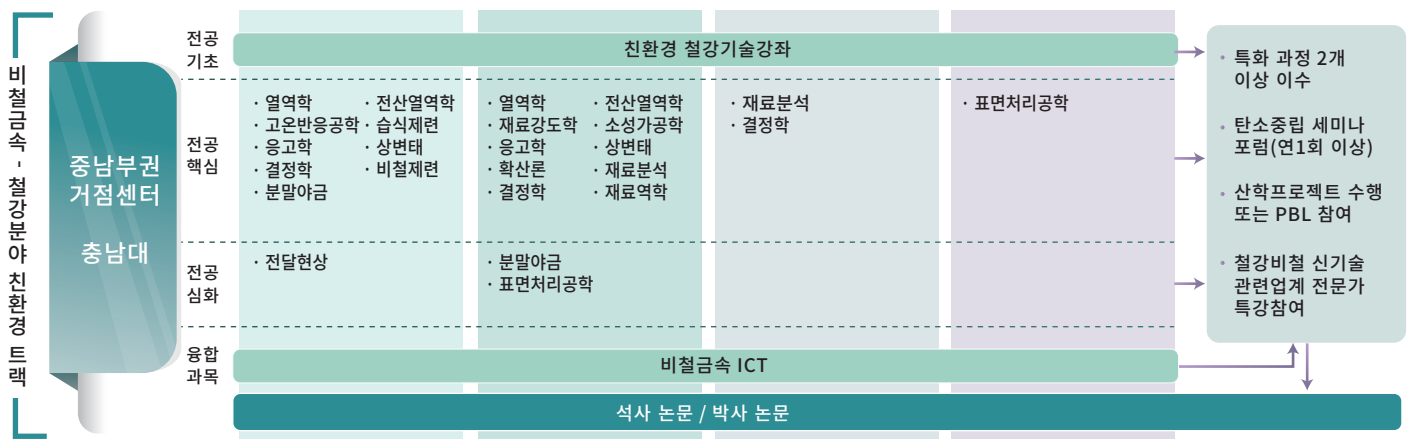 비철금속 - 철강분야 친환경 트랙
중남부권
거점센터
충남대
전공
기초
친환경 철강기술강좌
전공
핵심
· 열역학
· 고온반응공학
· 응고학
· 결정학
· 분말야금
· 전산열역학
· 습식제련
· 상변태
· 비철제련
· 열역학
· 재료강도학
· 응고학
· 확산론
· 결정학
· 전산열역학
· 소성가공학
· 상변태
· 재료분석
· 재료역학
· 재료분석
· 결정학
· 표면처리공학
전공
심화
· 전달현상
· 분말야금
· 표면처리공학
융합
과목
비철금속 ICT
석사 논문 / 박사 논문
· 특화 과정 2개
이상 이수
· 탄소중립 세미나
포럼(연1회 이상)
· 산학프로젝트 수행
또는 PBL 참여
· 철강비철 신기술
관련업계 전문가
특강참여